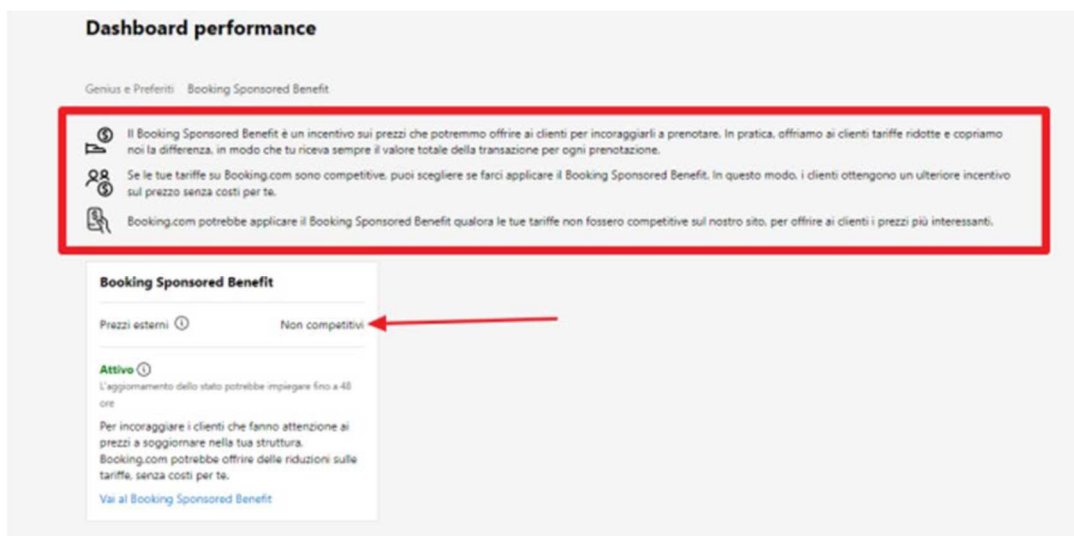 Dashboard performance
Genius e Preferiti Booking Sponsored Benefit
Il Booking Sponsored Benefit è un incentivo sui prezzi che potremmo offrire ai clienti per incoraggiarli a prenotare. In pratica, offriamo ai clienti tariffe ridotte e copriamo
noi la differenza, in modo che tu riceva sempre il valore totale della transazione per ogni prenotazione.
Se le tue tariffe su Booking.com sono competitive, puoi scegliere se farci applicare il Booking Sponsored Benefit. In questo modo, i clienti ottengono un ulteriore incentivo
sul prezzo senza costi per te.
Booking.com potrebbe applicare il Booking Sponsored Benefit qualora le tue tariffe non fossero competitive sul nostro sito, per offrire ai clienti i prezzi più interessanti.
Booking Sponsored Benefit
Prezzi esterni Non competitivi
Attivo
L'aggiornamento dello stato potrebbe impiegare fino a 48
ore
Per incoraggiare i clienti che fanno attenzione ai
prezzi a soggiornare nella tua struttura.
Booking.com potrebbe offrire delle riduzioni sulle
tariffe, senza costi per te.
Vai al Booking Sponsored Benefit